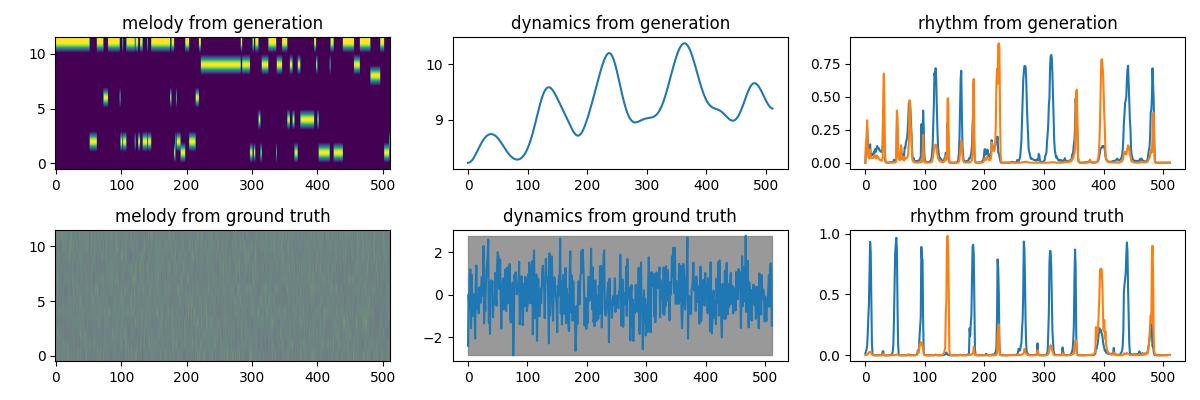 melody from generation
10
5
0
0 100 200 300 400 500
dynamics from generation
10
9
0 100 200 300 400 500
rhythm from generation
0.75
0.50
0.25
0.00
0 100 200 300 400 500
melody from ground truth
10
5
0
0 100 200 300 400 500
dynamics from ground truth
2
0
−2
0 100 200 300 400 500
rhythm from ground truth
1.0
0.5
0.0
0 100 200 300 400 500